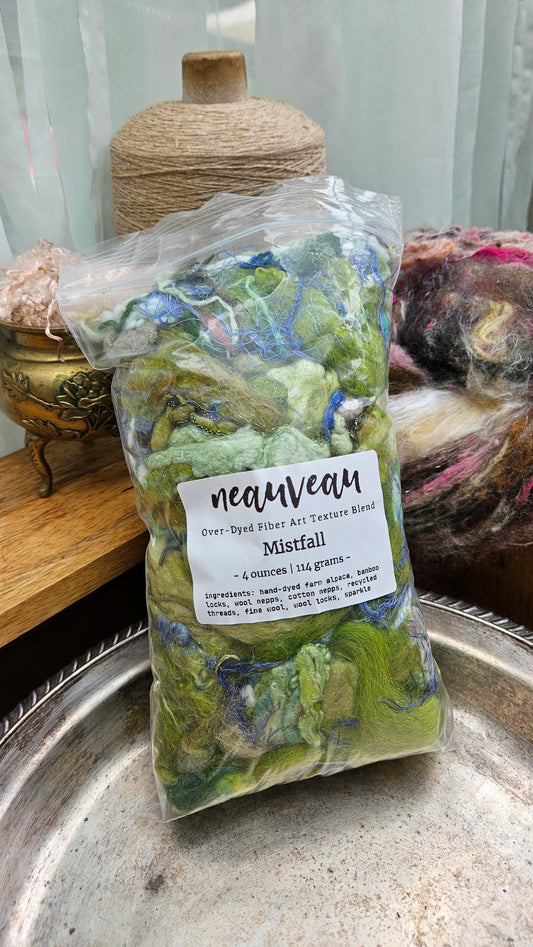 neauveau
Over-Dyed Fiber Art Texture Blend
Mistfall
- 4 ounces | 114 grams -
ingredients: hand-dyed farm alpaca, bamboo
locks, wool nepps, cotton nepps, recycled
threads, fine wool, wool locks, sparkle